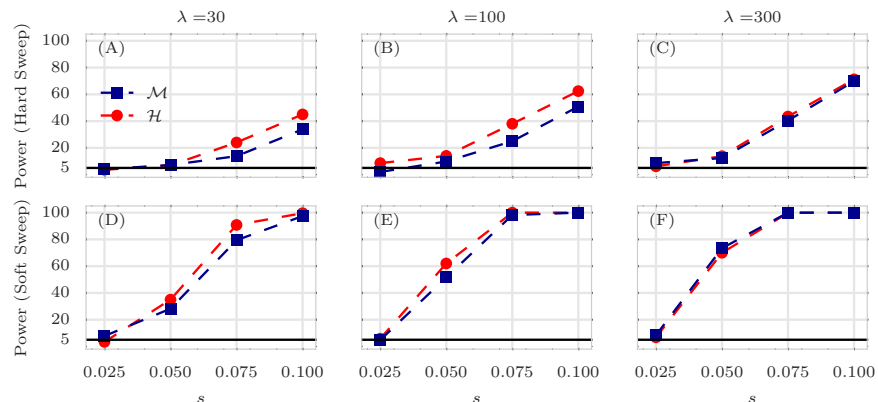 λ =30 λ =100 λ =300
Power (Hard Sweep)
100
80
60
40
20
5
(A) (B) (C)
M
H
Power (Soft Sweep)
100
80
60
40
20
5
(D) (E) (F)
0.025 0.050 0.075 0.100 0.025 0.050 0.075 0.100 0.025 0.050 0.075 0.100
s s s